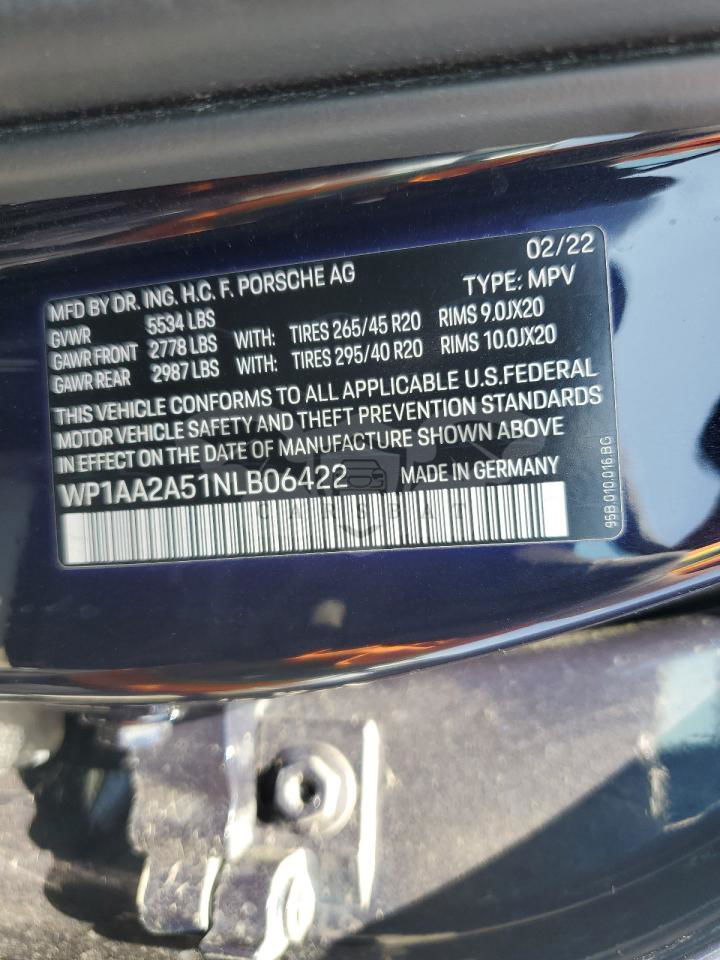 02/22
MFD BY DR. ING. H.C. F. PORSCHE AG TYPE: MPV
GVWR 5534 LBS
GAWR FRONT 2778 LBS WITH: TIRES 265/45 R20 RIMS 9.0JX20
GAWR REAR 2987 LBS WITH: TIRES 295/40 R20 RIMS 10.0JX20
THIS VEHICLE CONFORMS TO ALL APPLICABLE U.S.FEDERAL
MOTOR VEHICLE SAFETY AND THEFT PREVENTION STANDARDS
IN EFFECT ON THE DATE OF MANUFACTURE SHOWN ABOVE
WP1AA2A51NLB06422 MADE IN GERMANY
95B.010.016.BG
CARSBAT